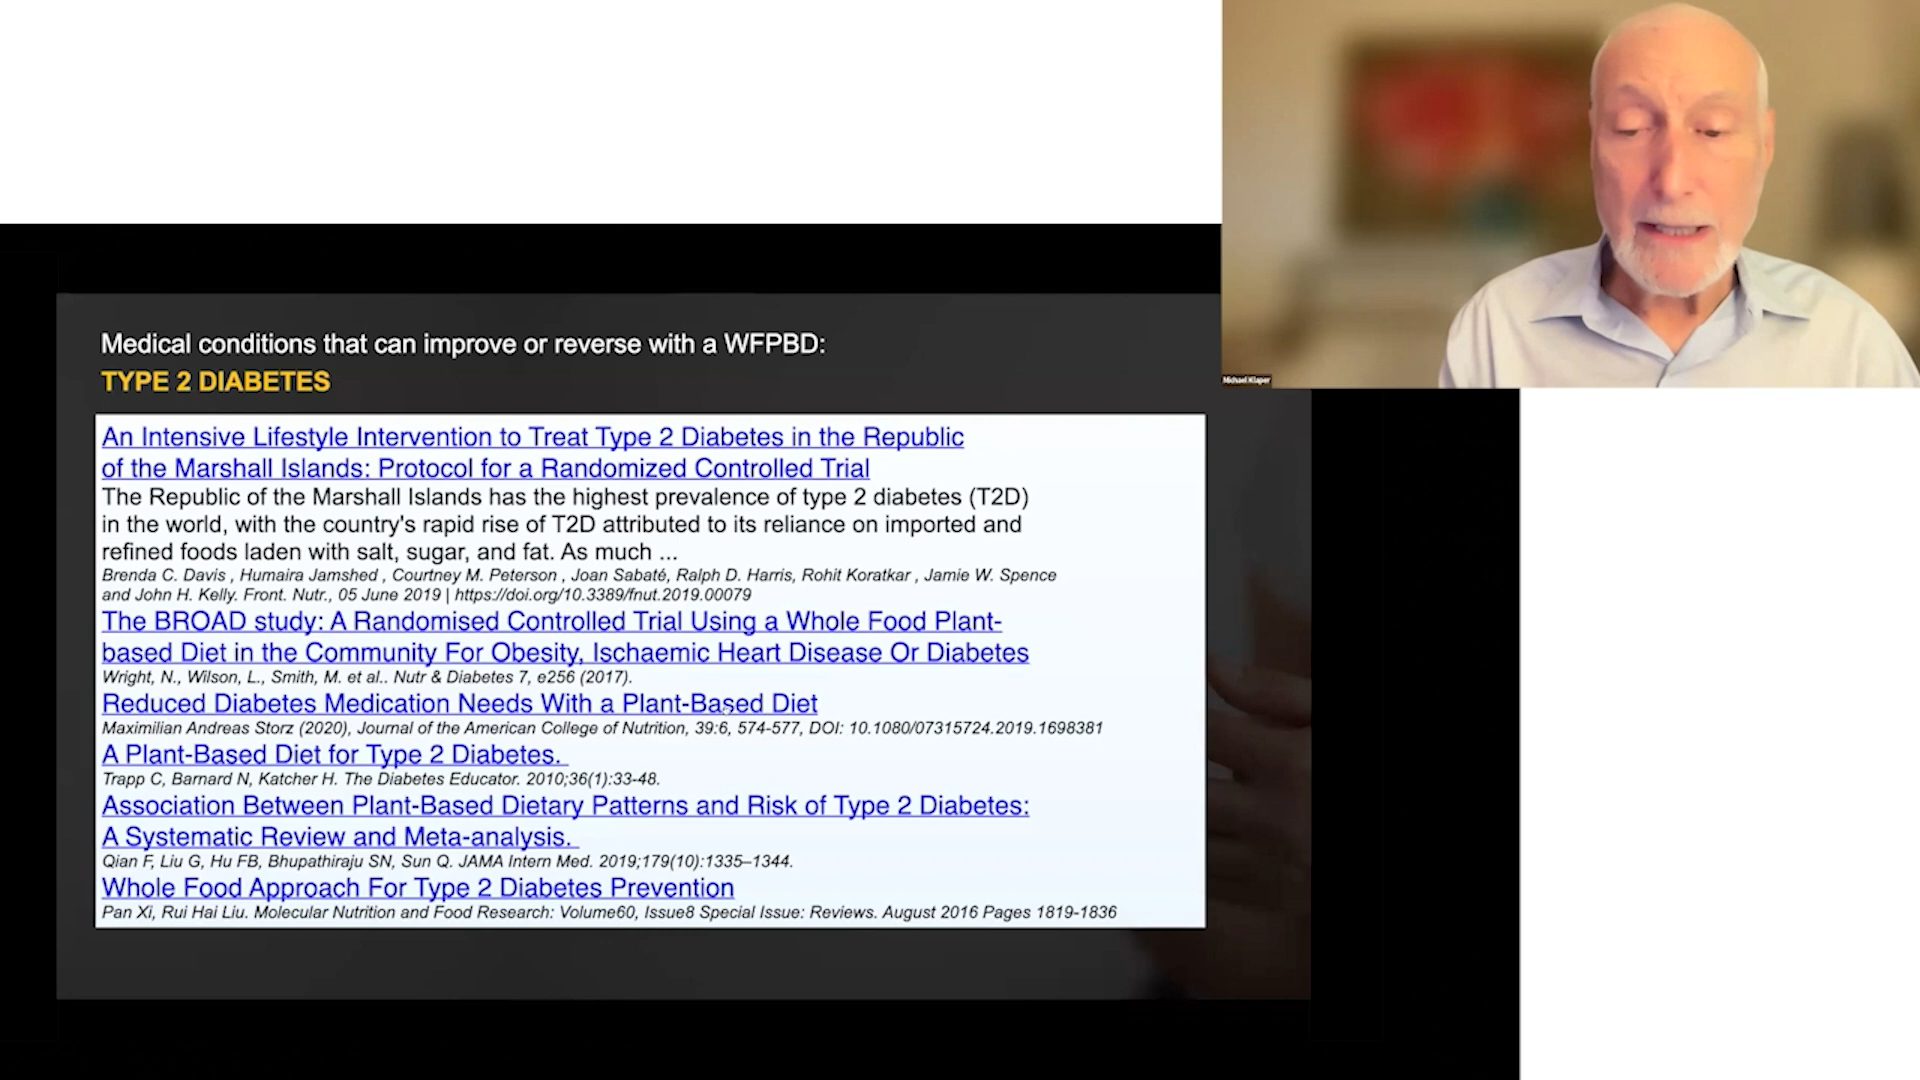 Medical conditions that can improve or reverse with a WFPBD:
TYPE 2 DIABETES
An Intensive Lifestyle Intervention to Treat Type 2 Diabetes in the Republic
of the Marshall Islands: Protocol for a Randomized Controlled Trial
The Republic of the Marshall Islands has the highest prevalence of type 2 diabetes (T2D)
in the world, with the country's rapid rise of T2D attributed to its reliance on imported and
refined foods laden with salt, sugar, and fat. As much ...
Brenda C. Davis , Humaira Jamshed , Courtney M. Peterson , Joan Sabaté, Ralph D. Harris, Rohit Koratkar , Jamie W. Spence
and John H. Kelly. Front. Nutr., 05 June 2019 | https://doi.org/10.3389/fnut.2019.00079
The BROAD study: A Randomised Controlled Trial Using a Whole Food Plant-
based Diet in the Community For Obesity, Ischaemic Heart Disease Or Diabetes
Wright, N., Wilson, L., Smith, M. et al.. Nutr & Diabetes 7, e256 (2017).
Reduced Diabetes Medication Needs With a Plant-Based Diet
Maximilian Andreas Storz (2020), Journal of the American College of Nutrition, 39:6, 574-577, DOI: 10.1080/07315724.2019.1698381
A Plant-Based Diet for Type 2 Diabetes.
Trapp C, Barnard N, Katcher H. The Diabetes Educator. 2010;36(1):33-48.
Association Between Plant-Based Dietary Patterns and Risk of Type 2 Diabetes:
A Systematic Review and Meta-analysis.
Qian F, Liu G, Hu FB, Bhupathiraju SN, Sun Q. JAMA Intern Med. 2019;179(10):1335–1344.
Whole Food Approach For Type 2 Diabetes Prevention
Pan Xi, Rui Hai Liu. Molecular Nutrition and Food Research: Volume60, Issue8 Special Issue: Reviews. August 2016 Pages 1819-1836
Michael Klaper